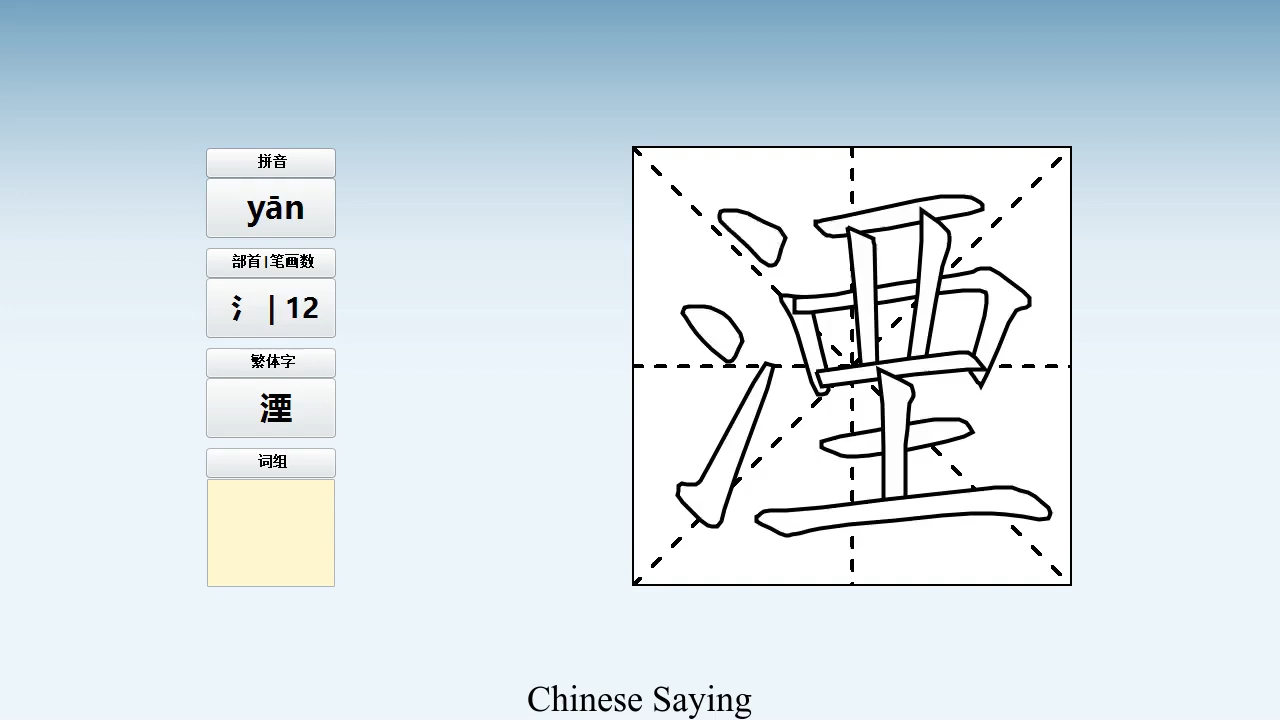 拼音
yān
部首|笔画数
氵 | 12
繁体字
湮
词组
湮
Chinese Saying